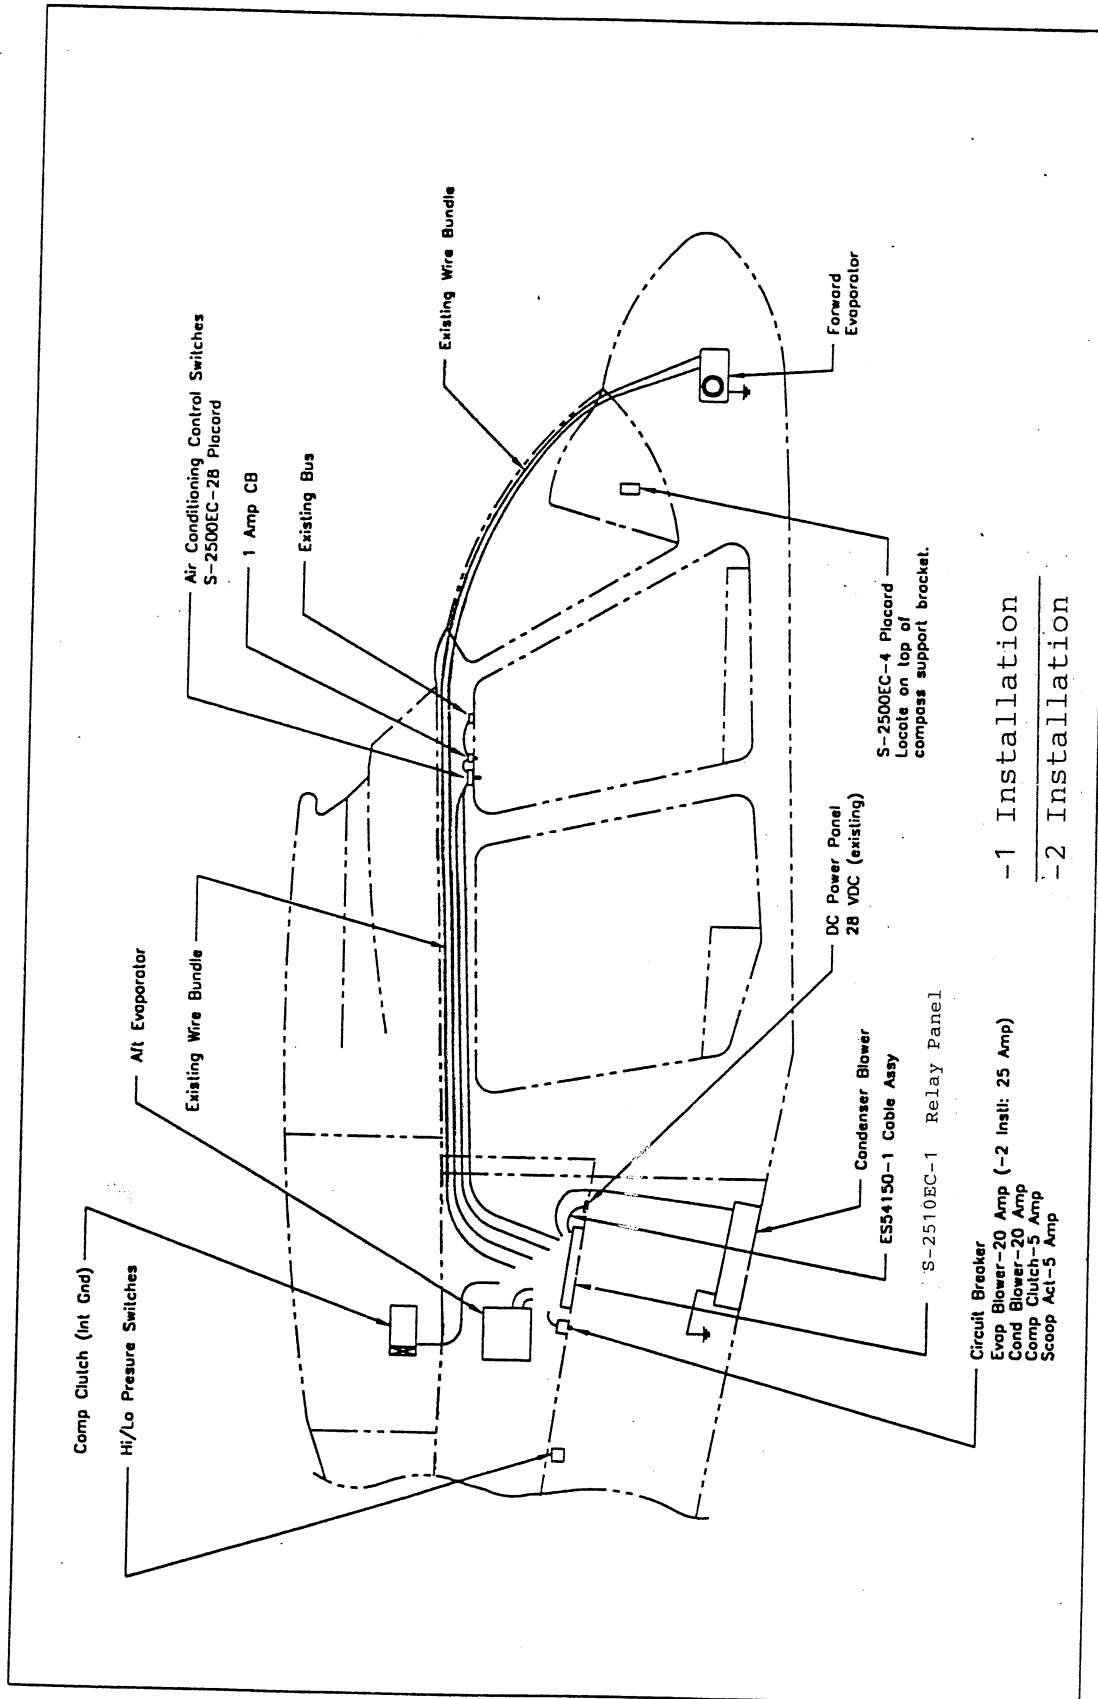 Comp Clutch (Int Gnd)
Hi/Lo Presure Switches
Aft Evaporator
Existing Wire Bundle
Air Conditioning Control Switches
S-2500EC-28 Placard
1 Amp CB
Existing Bus
Existing Wire Bundle
Forward
Evaporator
S-2500EC-4 Placard
Locate on top of
compass support bracket.
DC Power Panel
28 VDC (existing)
Condenser Blower
ES54150-1 Cable Assy
S-2510EC-1 Relay Panel
Circuit Breaker
Evap Blower-20 Amp (-2 Instl: 25 Amp)
Cond Blower-20 Amp
Comp Clutch-5 Amp
Scoop Act-5 Amp
-1 Installation
-2 Installation